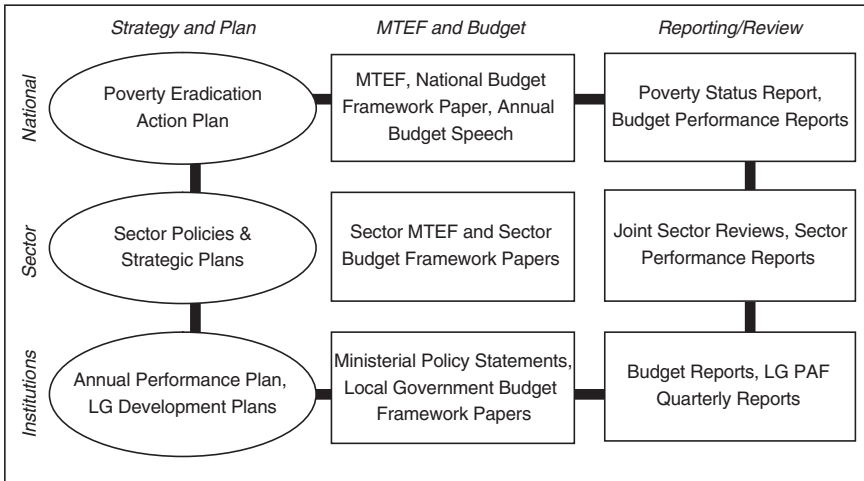 Strategy and Plan
MTEF and Budget
Reporting/Review
National
Poverty Eradication
Action Plan
MTEF, National Budget
Framework Paper, Annual
Budget Speech
Poverty Status Report,
Budget Performance Reports
Sector
Sector Policies &
Strategic Plans
Sector MTEF and Sector
Budget Framework Papers
Joint Sector Reviews, Sector
Performance Reports
Institutions
Annual Performance Plan,
LG Development Plans
Ministerial Policy Statements,
Local Government Budget
Framework Papers
Budget Reports, LG PAF
Quarterly Reports